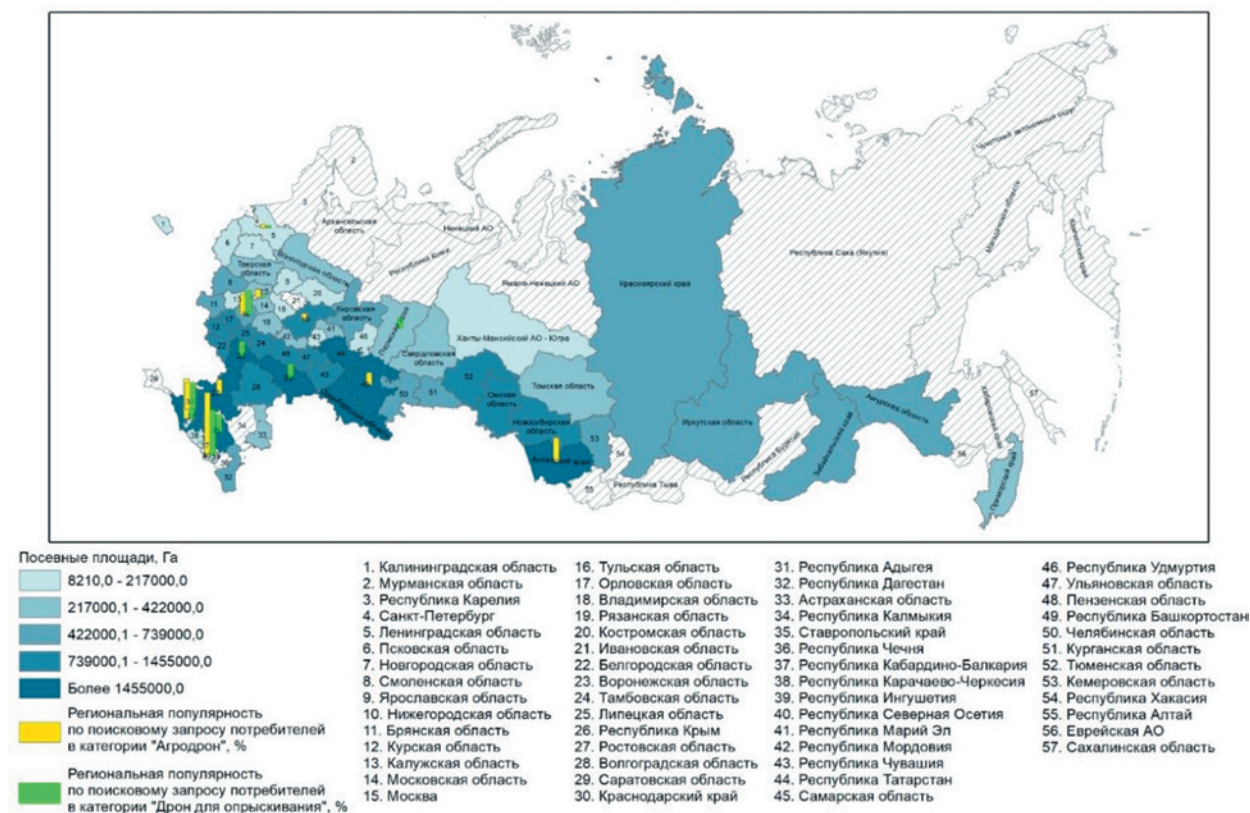 Архангельская
область
Ненецкий АО
Республика Коми
Ямало-Ненецкий АО
Красноярский край
Республика Саха (Якутия)
Чукотский автономный округ
Магаданская область
Камчатский край
Вологодская область
Тверская
область
Кировская
область
Пермский край
Свердловская
область
Ханты-Мансийский АО - Югра
Томская область
Омская
область
Новосибирская
область
Алтайский край
Иркутская область
Республика Бурятия
Республика Тыва
Забайкальский край
Амурская область
Хабаровский край
Приморский край
Оренбургская область
Посевные площади, Га
8210,0 - 217000,0
217000,1 - 422000,0
422000,1 - 739000,0
739000,1 - 1455000,0
Более 1455000,0
Региональная популярность
по поисковому запросу потребителей
в категории "Агродрон", %
Региональная популярность
по поисковому запросу потребителей
в категории "Дрон для опрыскивания", %
1. Калининградская область
2. Мурманская область
3. Республика Карелия
4. Санкт-Петербург
5. Ленинградская область
6. Псковская область
7. Новгородская область
8. Смоленская область
9. Ярославская область
10. Нижегородская область
11. Брянская область
12. Курская область
13. Калужская область
14. Московская область
15. Москва
16. Тульская область
17. Орловская область
18. Владимирская область
19. Рязанская область
20. Костромская область
21. Ивановская область
22. Белгородская область
23. Воронежская область
24. Тамбовская область
25. Липецкая область
26. Республика Крым
27. Ростовская область
28. Волгоградская область
29. Саратовская область
30. Краснодарский край
31. Республика Адыгея
32. Республика Дагестан
33. Астраханская область
34. Республика Калмыкия
35. Ставропольский край
36. Республика Чечня
37. Республика Кабардино-Балкария
38. Республика Карачаево-Черкесия
39. Республика Ингушетия
40. Республика Северная Осетия
41. Республика Марий Эл
42. Республика Мордовия
43. Республика Чувашия
44. Республика Татарстан
45. Самарская область
46. Республика Удмуртия
47. Ульяновская область
48. Пензенская область
49. Республика Башкортостан
50. Челябинская область
51. Курганская область
52. Тюменская область
53. Кемеровская область
54. Республика Хакасия
55. Республика Алтай
56. Еврейская АО
57. Сахалинская область